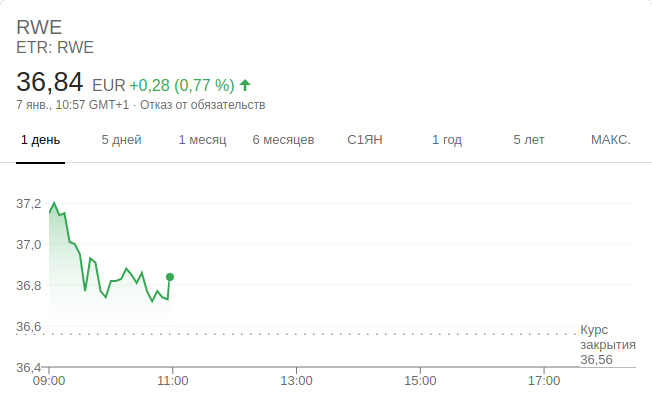 RWE
ETR: RWE
36,84 EUR +0,28 (0,77 %)
7 янв., 10:57 GMT+1 · Отказ от обязательств
1 день 5 дней 1 месяц 6 месяцев С1ЯН 1 год 5 лет МАКС.
37,2
37,0
36,8
36,6
Курс
закрытия
36,56
36,4
09:00 11:00 13:00 15:00 17:00